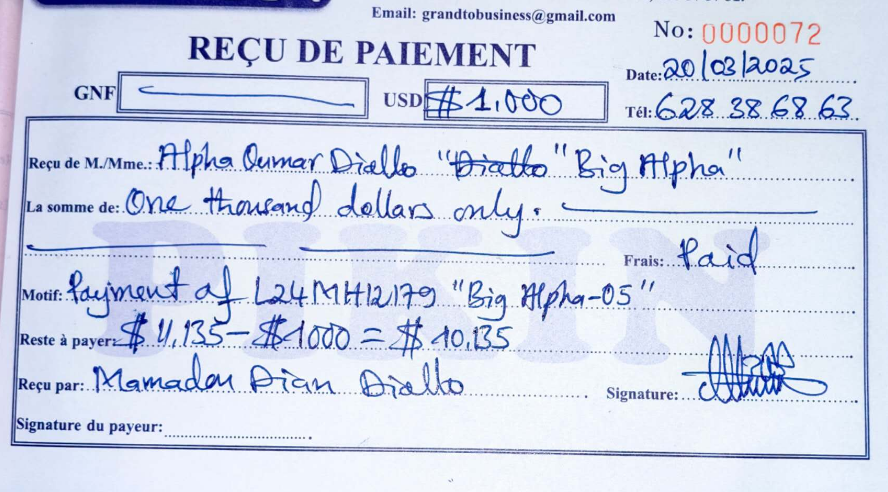 Email: grandtobusiness@gmail.com
No: 0000072
REÇU DE PAIEMENT
Date: 20/03/2025
GNF
USD $ 1,000
Tél: 628 38 68 63
Reçu de M./Mme.: Alpha Oumar Diallo "Diallo" "Big Alpha"
La somme de: One thousand dollars only.
Frais: Paid
Motif: Payment of L24MH12179 "Big Alpha-05"
Reste à payer: $ 11,135 - $1000 = $ 10,135
Reçu par: Mamadou Dian Diallo
Signature:
Signature du payeur:
PIKIN